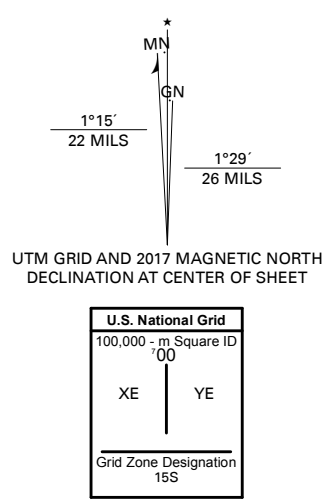 ★
MN
GN
1°15´
22 MILS
1°29´
26 MILS
UTM GRID AND 2017 MAGNETIC NORTH
DECLINATION AT CENTER OF SHEET
U.S. National Grid
100,000 - m Square ID
⁷00
XE YE
Grid Zone Designation
15S